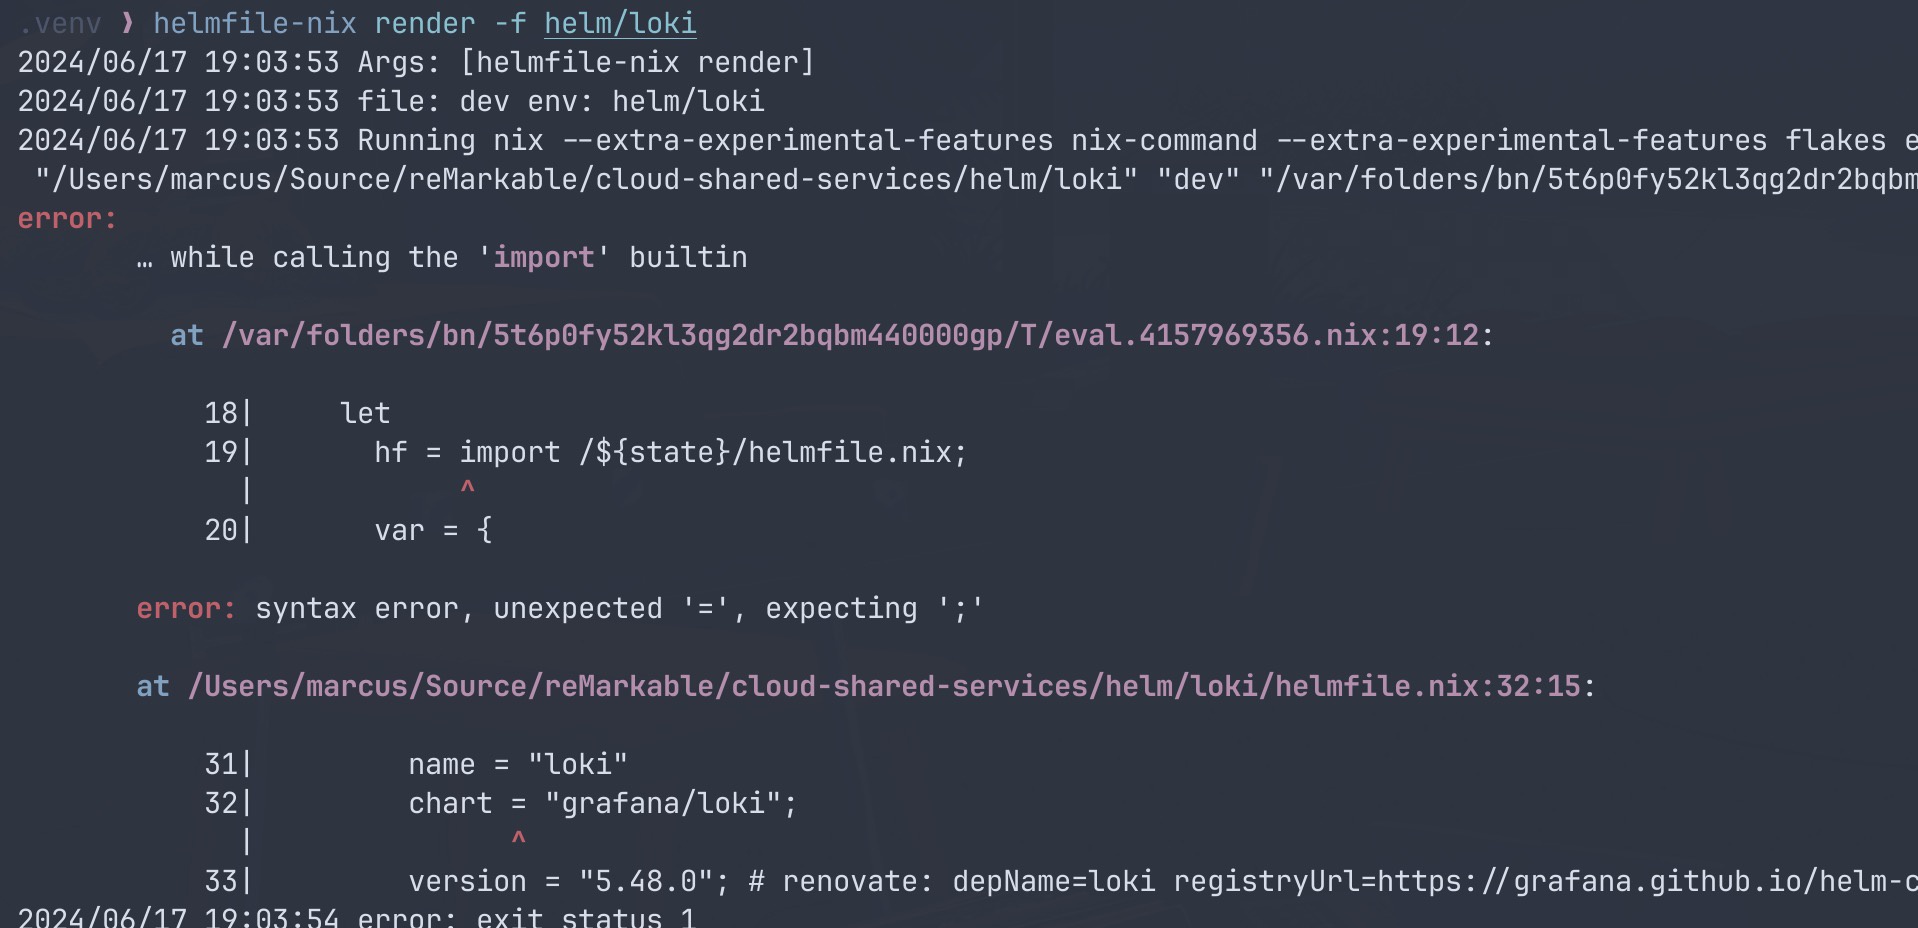 .venv ❯ helmfile-nix render -f helm/loki
2024/06/17 19:03:53 Args: [helmfile-nix render]
2024/06/17 19:03:53 file: dev env: helm/loki
2024/06/17 19:03:53 Running nix --extra-experimental-features nix-command --extra-experimental-features flakes e
"/Users/marcus/Source/reMarkable/cloud-shared-services/helm/loki" "dev" "/var/folders/bn/5t6p0fy52kl3qg2dr2bqbm
error:
… while calling the 'import' builtin
at /var/folders/bn/5t6p0fy52kl3qg2dr2bqbm440000gp/T/eval.4157969356.nix:19:12:
18| let
19| hf = import /${state}/helmfile.nix;
| ^
20| var = {
error: syntax error, unexpected '=', expecting ';'
at /Users/marcus/Source/reMarkable/cloud-shared-services/helm/loki/helmfile.nix:32:15:
31| name = "loki"
32| chart = "grafana/loki";
| ^
33| version = "5.48.0"; # renovate: depName=loki registryUrl=https://grafana.github.io/helm-c
2024/06/17 19:03:54 error: exit status 1